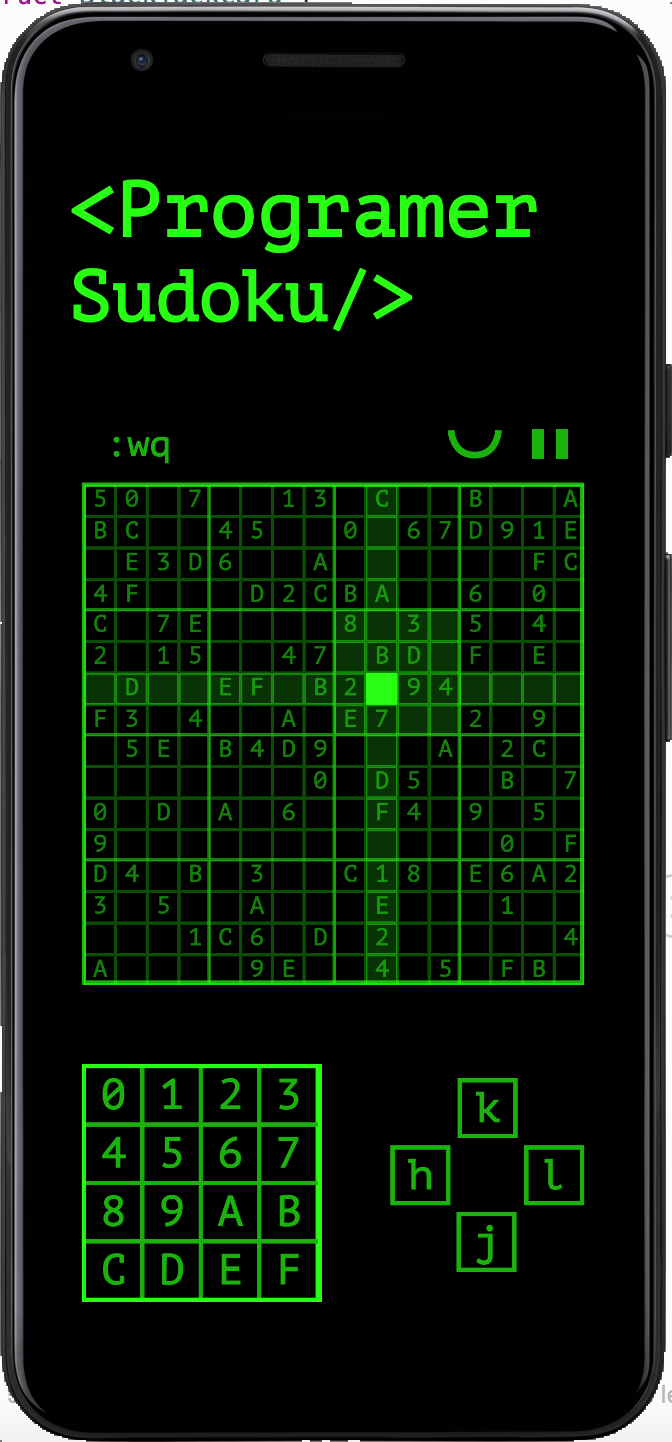 <Programer
Sudoku/>
:wq
5 0 7 1 3 C B A
B C 4 5 0 6 7 D 9 1 E
E 3 D 6 A F C
4 F D 2 C B A 6 0
C 7 E 8 3 5 4
2 1 5 4 7 B D F E
D E F B 2 9 4
F 3 4 A E 7 2 9
5 E B 4 D 9 A 2 C
0 D 5 B 7
0 D A 6 F 4 9 5
9 0 F
D 4 B 3 C 1 8 E 6 A 2
3 5 A E 1
1 C 6 D 2 4
A 9 E 4 5 F B
0 1 2 3
4 5 6 7
8 9 A B
C D E F
k
h l
j